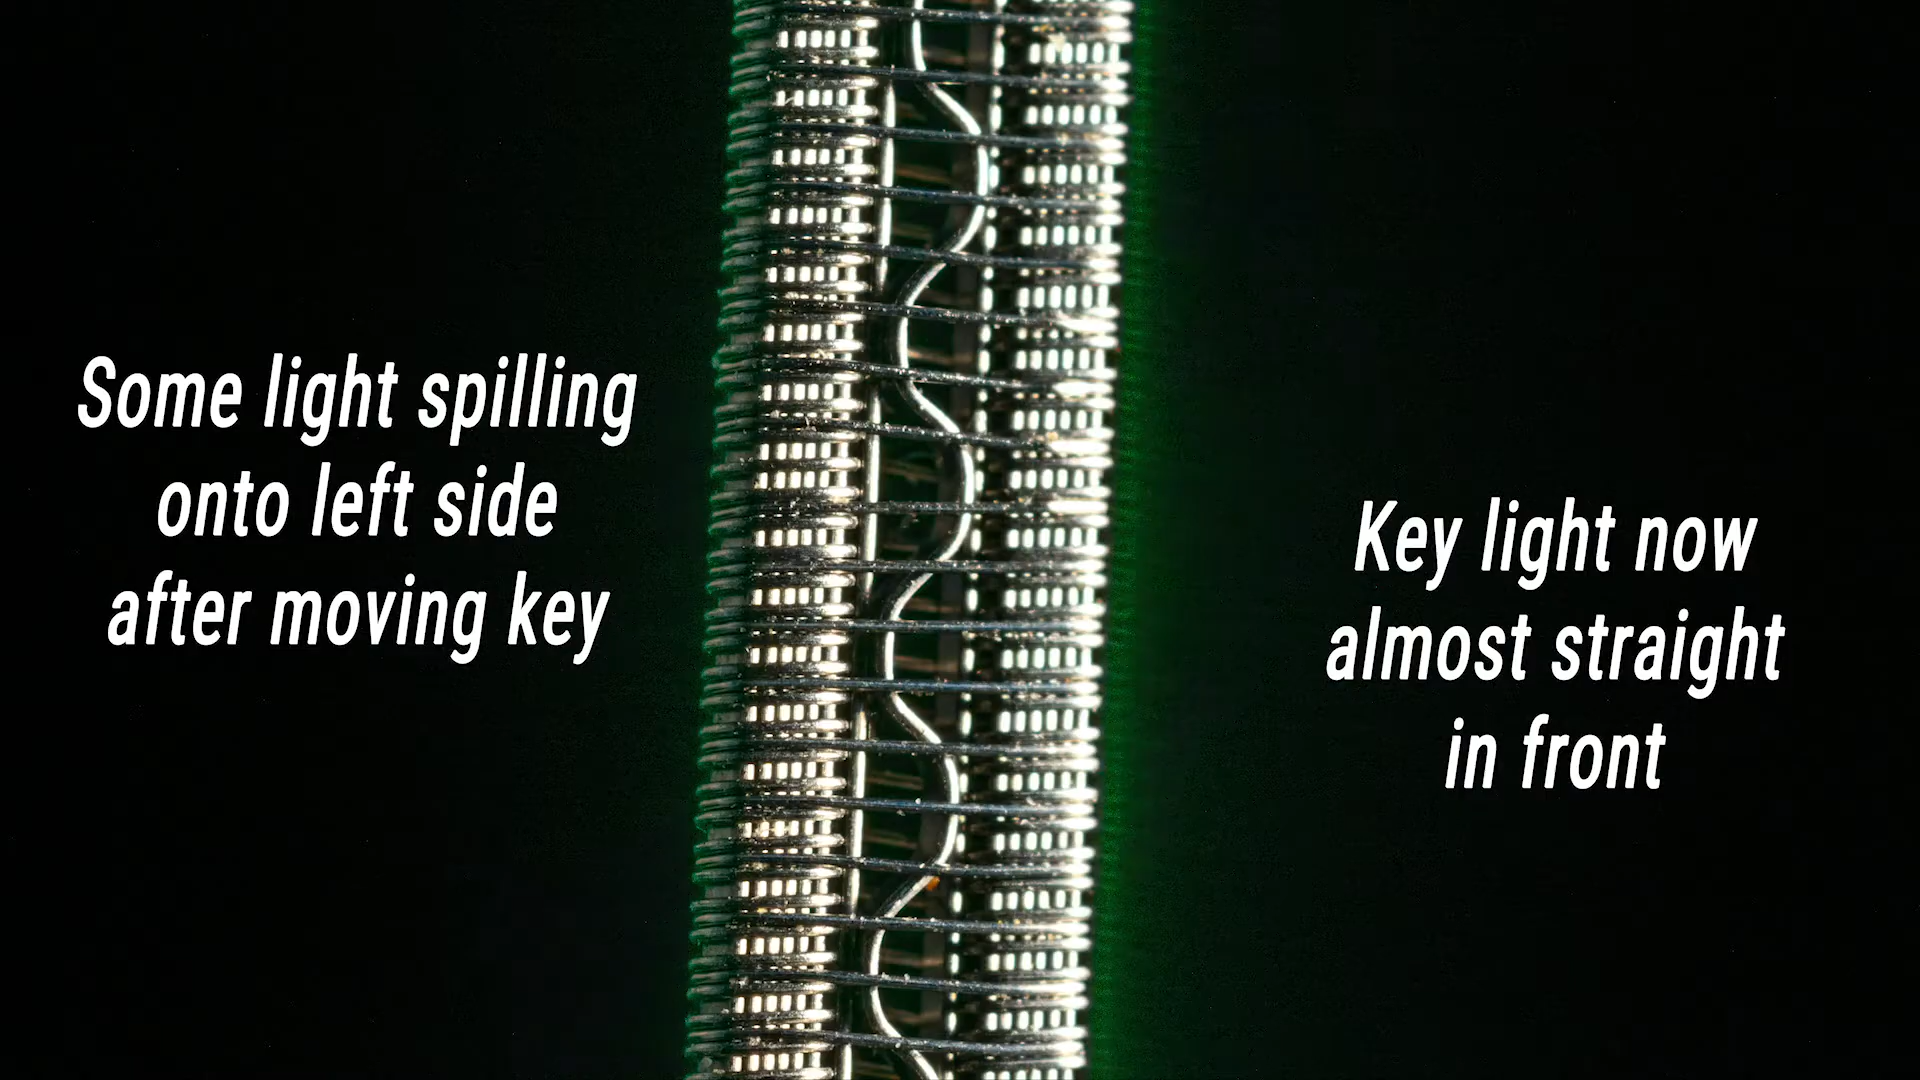 Some light spilling
onto left side
after moving key
Key light now
almost straight
in front